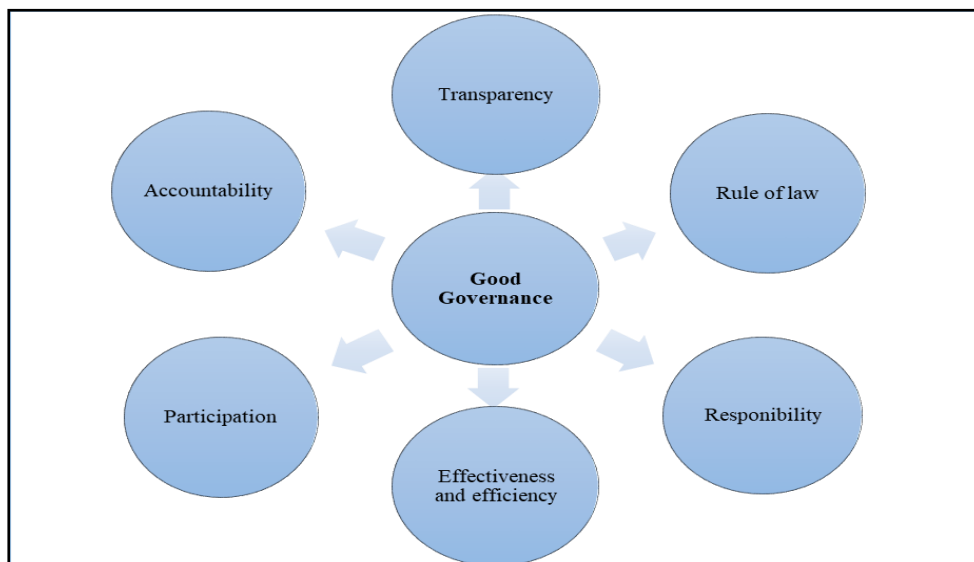 Transparency
Accountability
Rule of law
Good
Governance
Participation
Responibility
Effectiveness
and efficiency